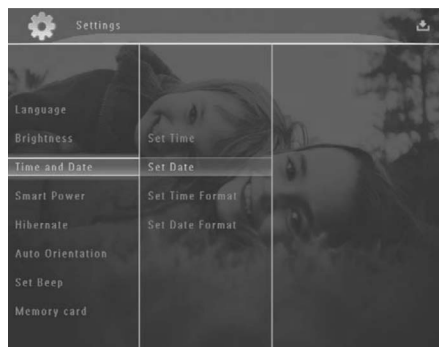 Settings
Language
Brightness
Time and Date
Smart Power
Hibernate
Auto Orientation
Set Beep
Memory card
Set Time
Set Date
Set Time Format
Set Date Format